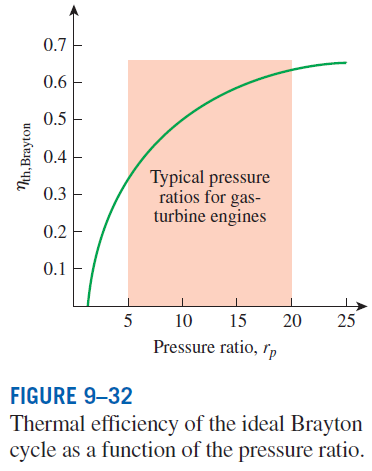 0.7
0.6
0.5
0.4
0.3
0.2
0.1
ηth, Brayton
Typical pressure
ratios for gas-
turbine engines
5 10 15 20 25
Pressure ratio, rp
FIGURE 9–32
Thermal efficiency of the ideal Brayton
cycle as a function of the pressure ratio.